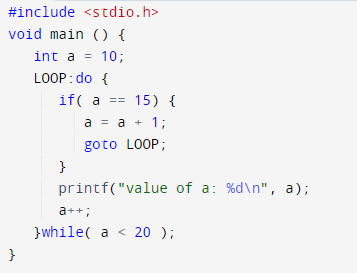 #include <stdio.h>
void main () {
int a = 10;
LOOP:do {
if( a == 15) {
a = a + 1;
goto LOOP;
}
printf("value of a: %d\n", a);
a++;
}while( a < 20 );
}